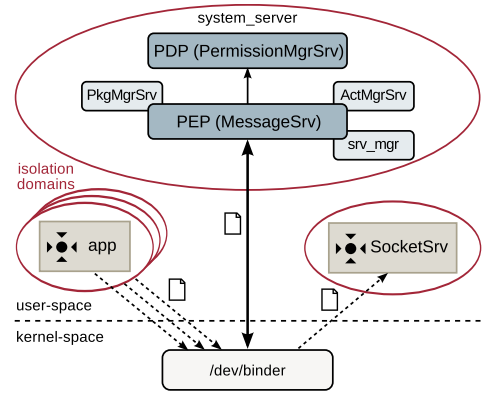 system_server
PDP (PermissionMgrSrv)
PkgMgrSrv
ActMgrSrv
PEP (MessageSrv)
srv_mgr
isolation
domains
app
SocketSrv
user-space
kernel-space
/dev/binder